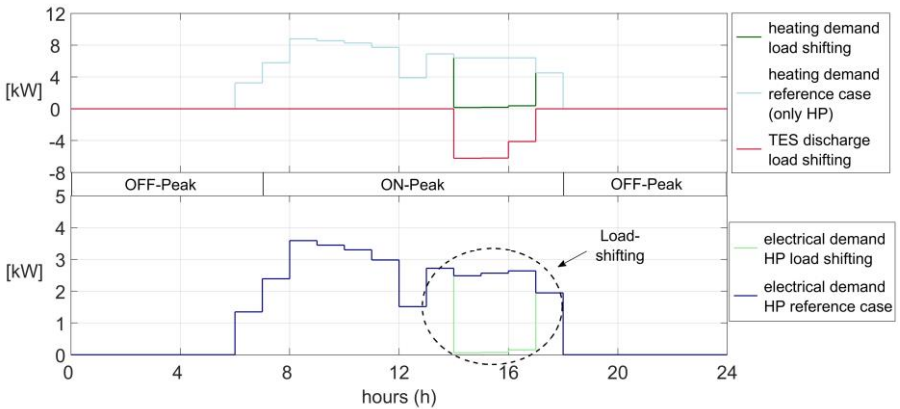 12
8
4
[kW]
0
-4
-8
heating demand
load shifting
heating demand
reference case
(only HP)
TES discharge
load shifting
OFF-Peak ON-Peak OFF-Peak
5
4
3
[kW]
2
1
0
Load-
shifting
electrical demand
HP load shifting
electrical demand
HP reference case
0 4 8 12 16 20 24
hours (h)